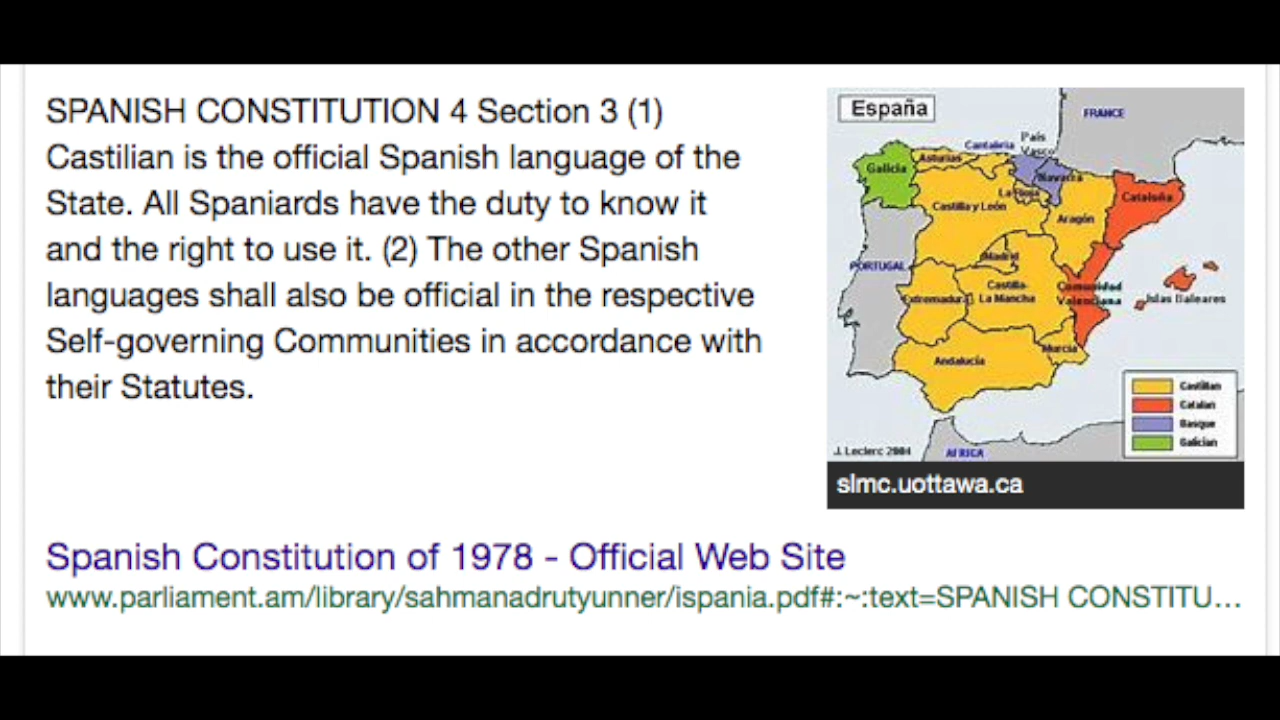 SPANISH CONSTITUTION 4 Section 3 (1)
Castilian is the official Spanish language of the
State. All Spaniards have the duty to know it
and the right to use it. (2) The other Spanish
languages shall also be official in the respective
Self-governing Communities in accordance with
their Statutes.
España
FRANCE
País
Vasco
Cantabria
Asturias
Galicia
Navarra
La Rioja
Cataluña
Castilla y León
Aragón
Madrid
PORTUGAL
Comunidad
Valenciana
Castilla-
La Mancha
Extremadura
Islas Baleares
Murcia
Andalucía
Castilian
Catalan
Basque
Galician
J. Leclerc 2004
AFRICA
slmc.uottawa.ca
Spanish Constitution of 1978 - Official Web Site
www.parliament.am/library/sahmanadrutyunner/ispania.pdf#:~:text=SPANISH CONSTITU...